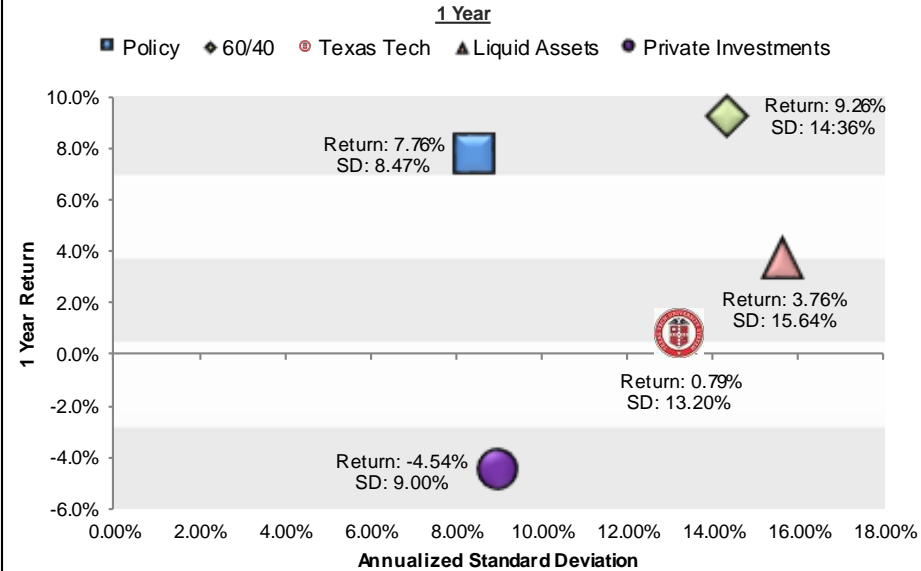 1 Year
Policy 60/40 Texas Tech Liquid Assets Private Investments
10.0%
Return: 9.26%
SD: 14:36%
Return: 7.76%
SD: 8.47%
8.0%
6.0%
4.0%
Return: 3.76%
SD: 15.64%
2.0%
0.0%
Return: 0.79%
SD: 13.20%
-2.0%
-4.0%
Return: -4.54%
SD: 9.00%
-6.0%
1 Year Return
0.00% 2.00% 4.00% 6.00% 8.00% 10.00% 12.00% 14.00% 16.00% 18.00%
Annualized Standard Deviation